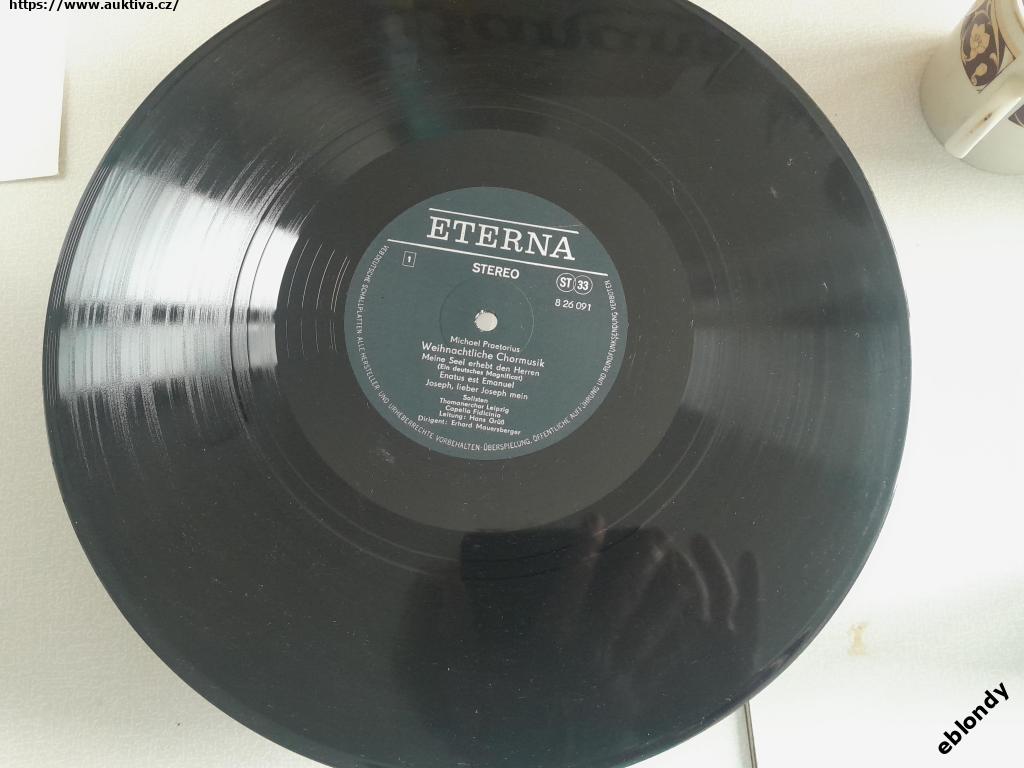 https://www.auktiva.cz/
ETERNA
1
STEREO
ST 33
8 26 091
Michael Praetorius
Weihnachtliche Chormusik
Meine Seel erhebt den Herren
(Ein deutsches Magnificat)
Enatus est Emanuel
Joseph, lieber Joseph mein
Solisten
Thomanerchor Leipzig
Capella Fidicinia
Leitung: Hans Grüß
Dirigent: Erhard Mauersberger
VEB DEUTSCHE SCHALLPLATTEN ALLE HERSTELLER- UND URHEBERRECHTE VORBEHALTEN · ÜBERSPIELUNG, ÖFFENTLICHE AUFFÜHRUNG UND RUNDFUNKSENDUNG VERBOTEN
eblondy